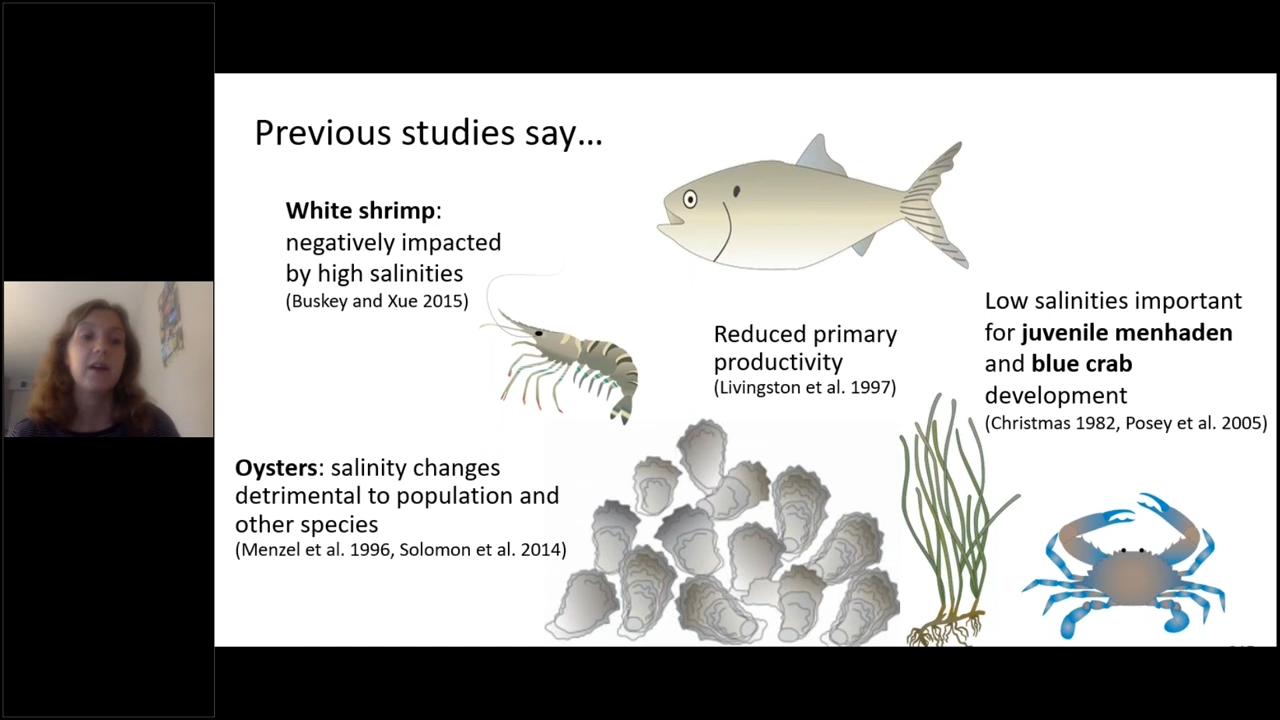 Previous studies say...
White shrimp:
negatively impacted
by high salinities
(Buskey and Xue 2015)
Reduced primary
productivity
(Livingston et al. 1997)
Low salinities important
for juvenile menhaden
and blue crab
development
(Christmas 1982, Posey et al. 2005)
Oysters: salinity changes
detrimental to population and
other species
(Menzel et al. 1996, Solomon et al. 2014)